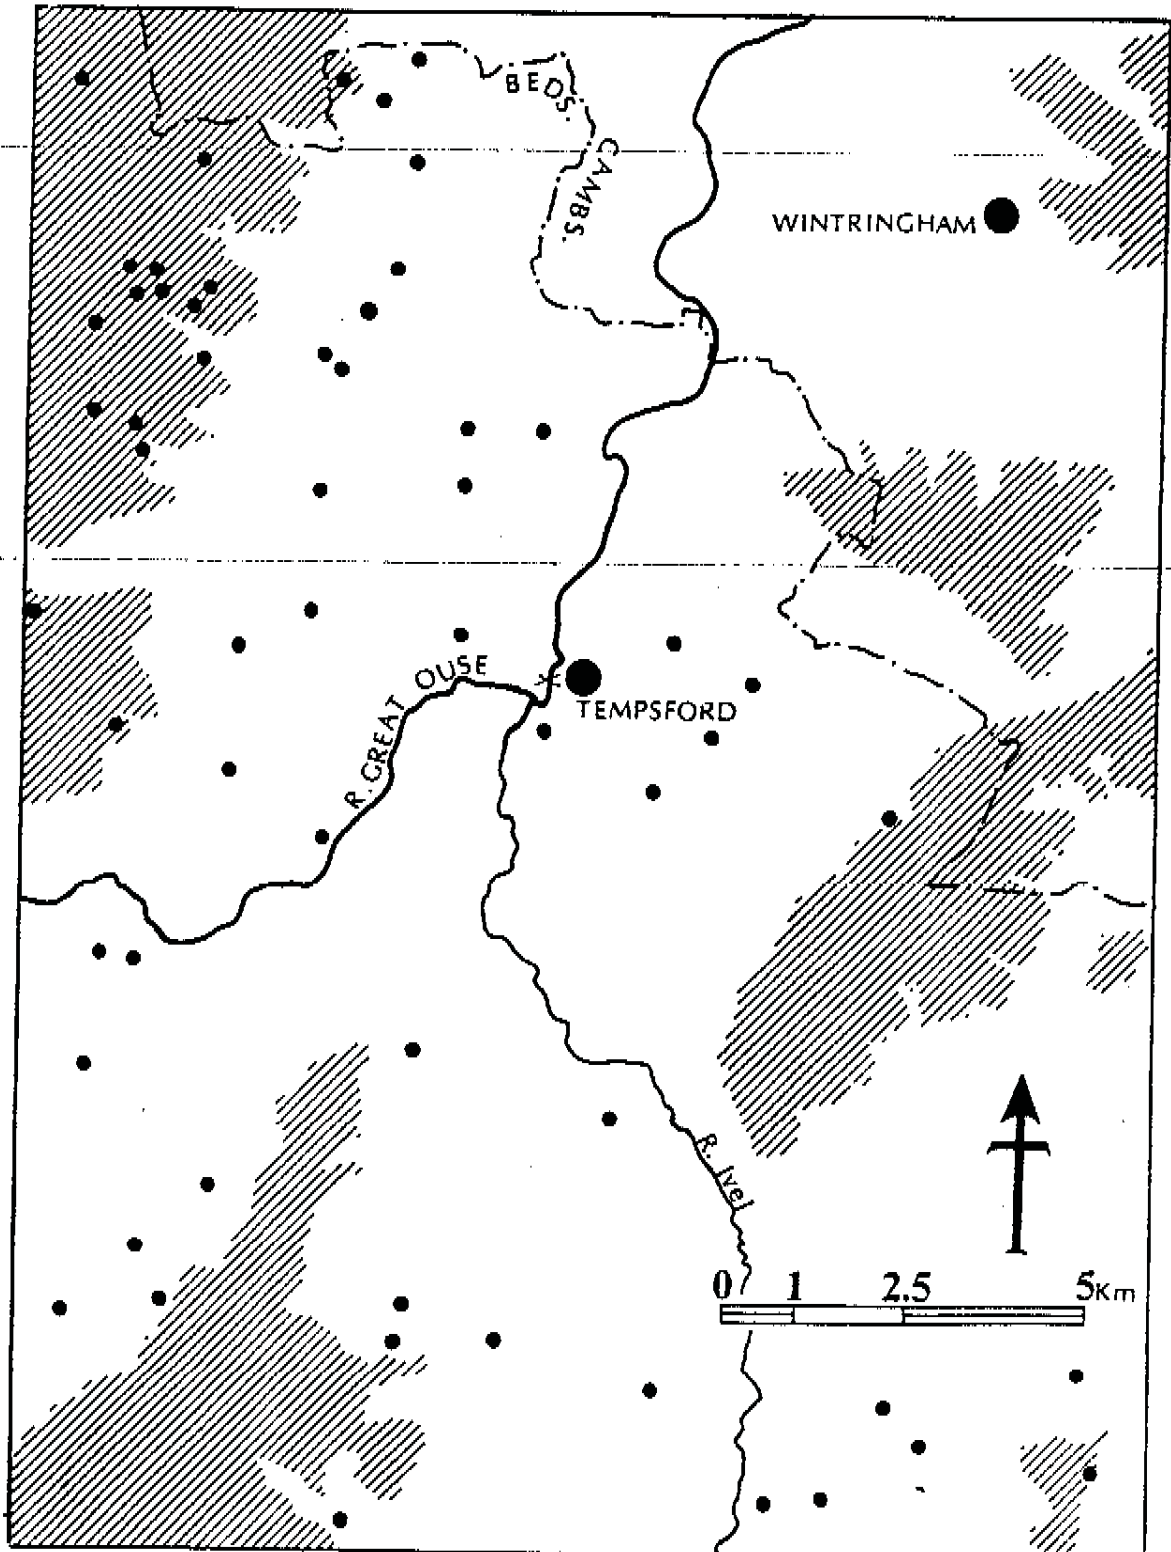 BEDS.
CAMBS.
WINTRINGHAM
R. GREAT OUSE
TEMPSFORD
R. Ivel
0 1 2.5 5Km